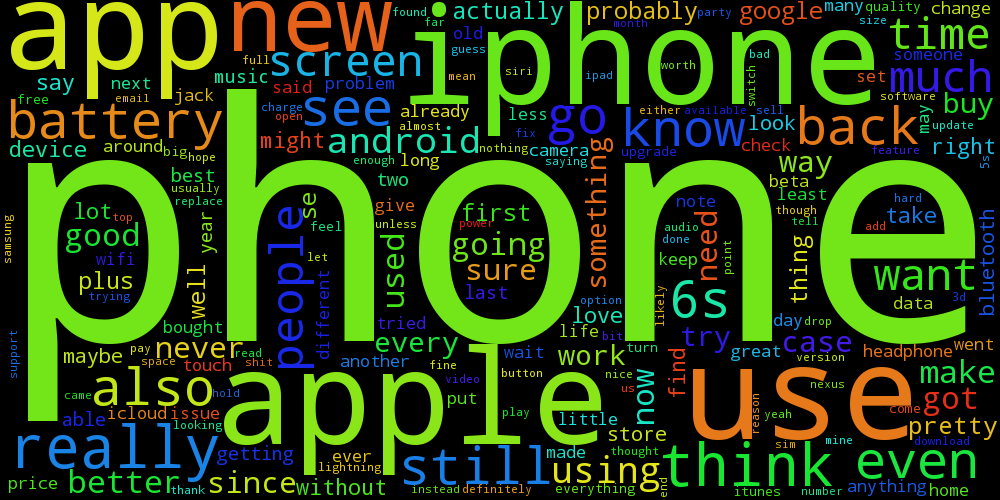 app
new
iphone
found
far
actually
probably
google
many
quality
change
month
party
size
old
guess
time
full
screen
siri
ipad
worth
bad
switch
someone
say
next
music
said
problem
mean
set
much
free
email
jack
charge
open
see
already
almost
less
go
either
available
sell
software
buy
battery
might
android
fix
know
look
back
may
update
device
around
big
hope
enough
long
nothing
camera
saying
upgrade
check
feature
right
5s
phone
best
usually
replace
two
something
way
beta
least
samsung
lot
top
good
wifi
plus
trying
year
well
people
se
feel
let
different
give
unless
used
first
power
going
sure
last
note
audio
done
keep
need
point
though
tell
thing
hard
take
add
want
data
3d
bluetooth
option
6s
likely
love
life
bit
try
day
drop
case
support
bought
never
tried
every
maybe
pay
space
touch
read
shit
another
fine
wait
work
turn
great
version
headphone
went
came
also
hold
apple
video
put
button
play
nice
us
little
now
find
use
nexus
make
come
got
reason
yeah
able
icloud
issue
looking
really
getting
ever
lightning
still
made
store
thought
using
think
sim
mine
even
pretty
download
price
better
thank
since
without
instead
definitely
everything
end
itunes
number
anything
home